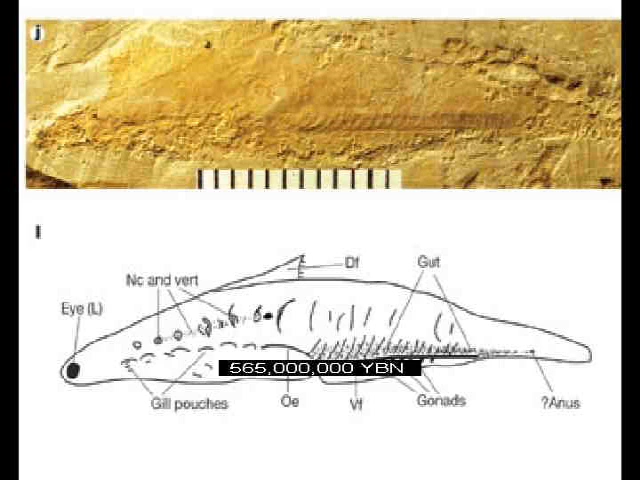 j
l
Df
Gut
Nc and vert
Eye (L)
565,000,000 YBN
Gill pouches
Oe
Vf
Gonads
?Anus